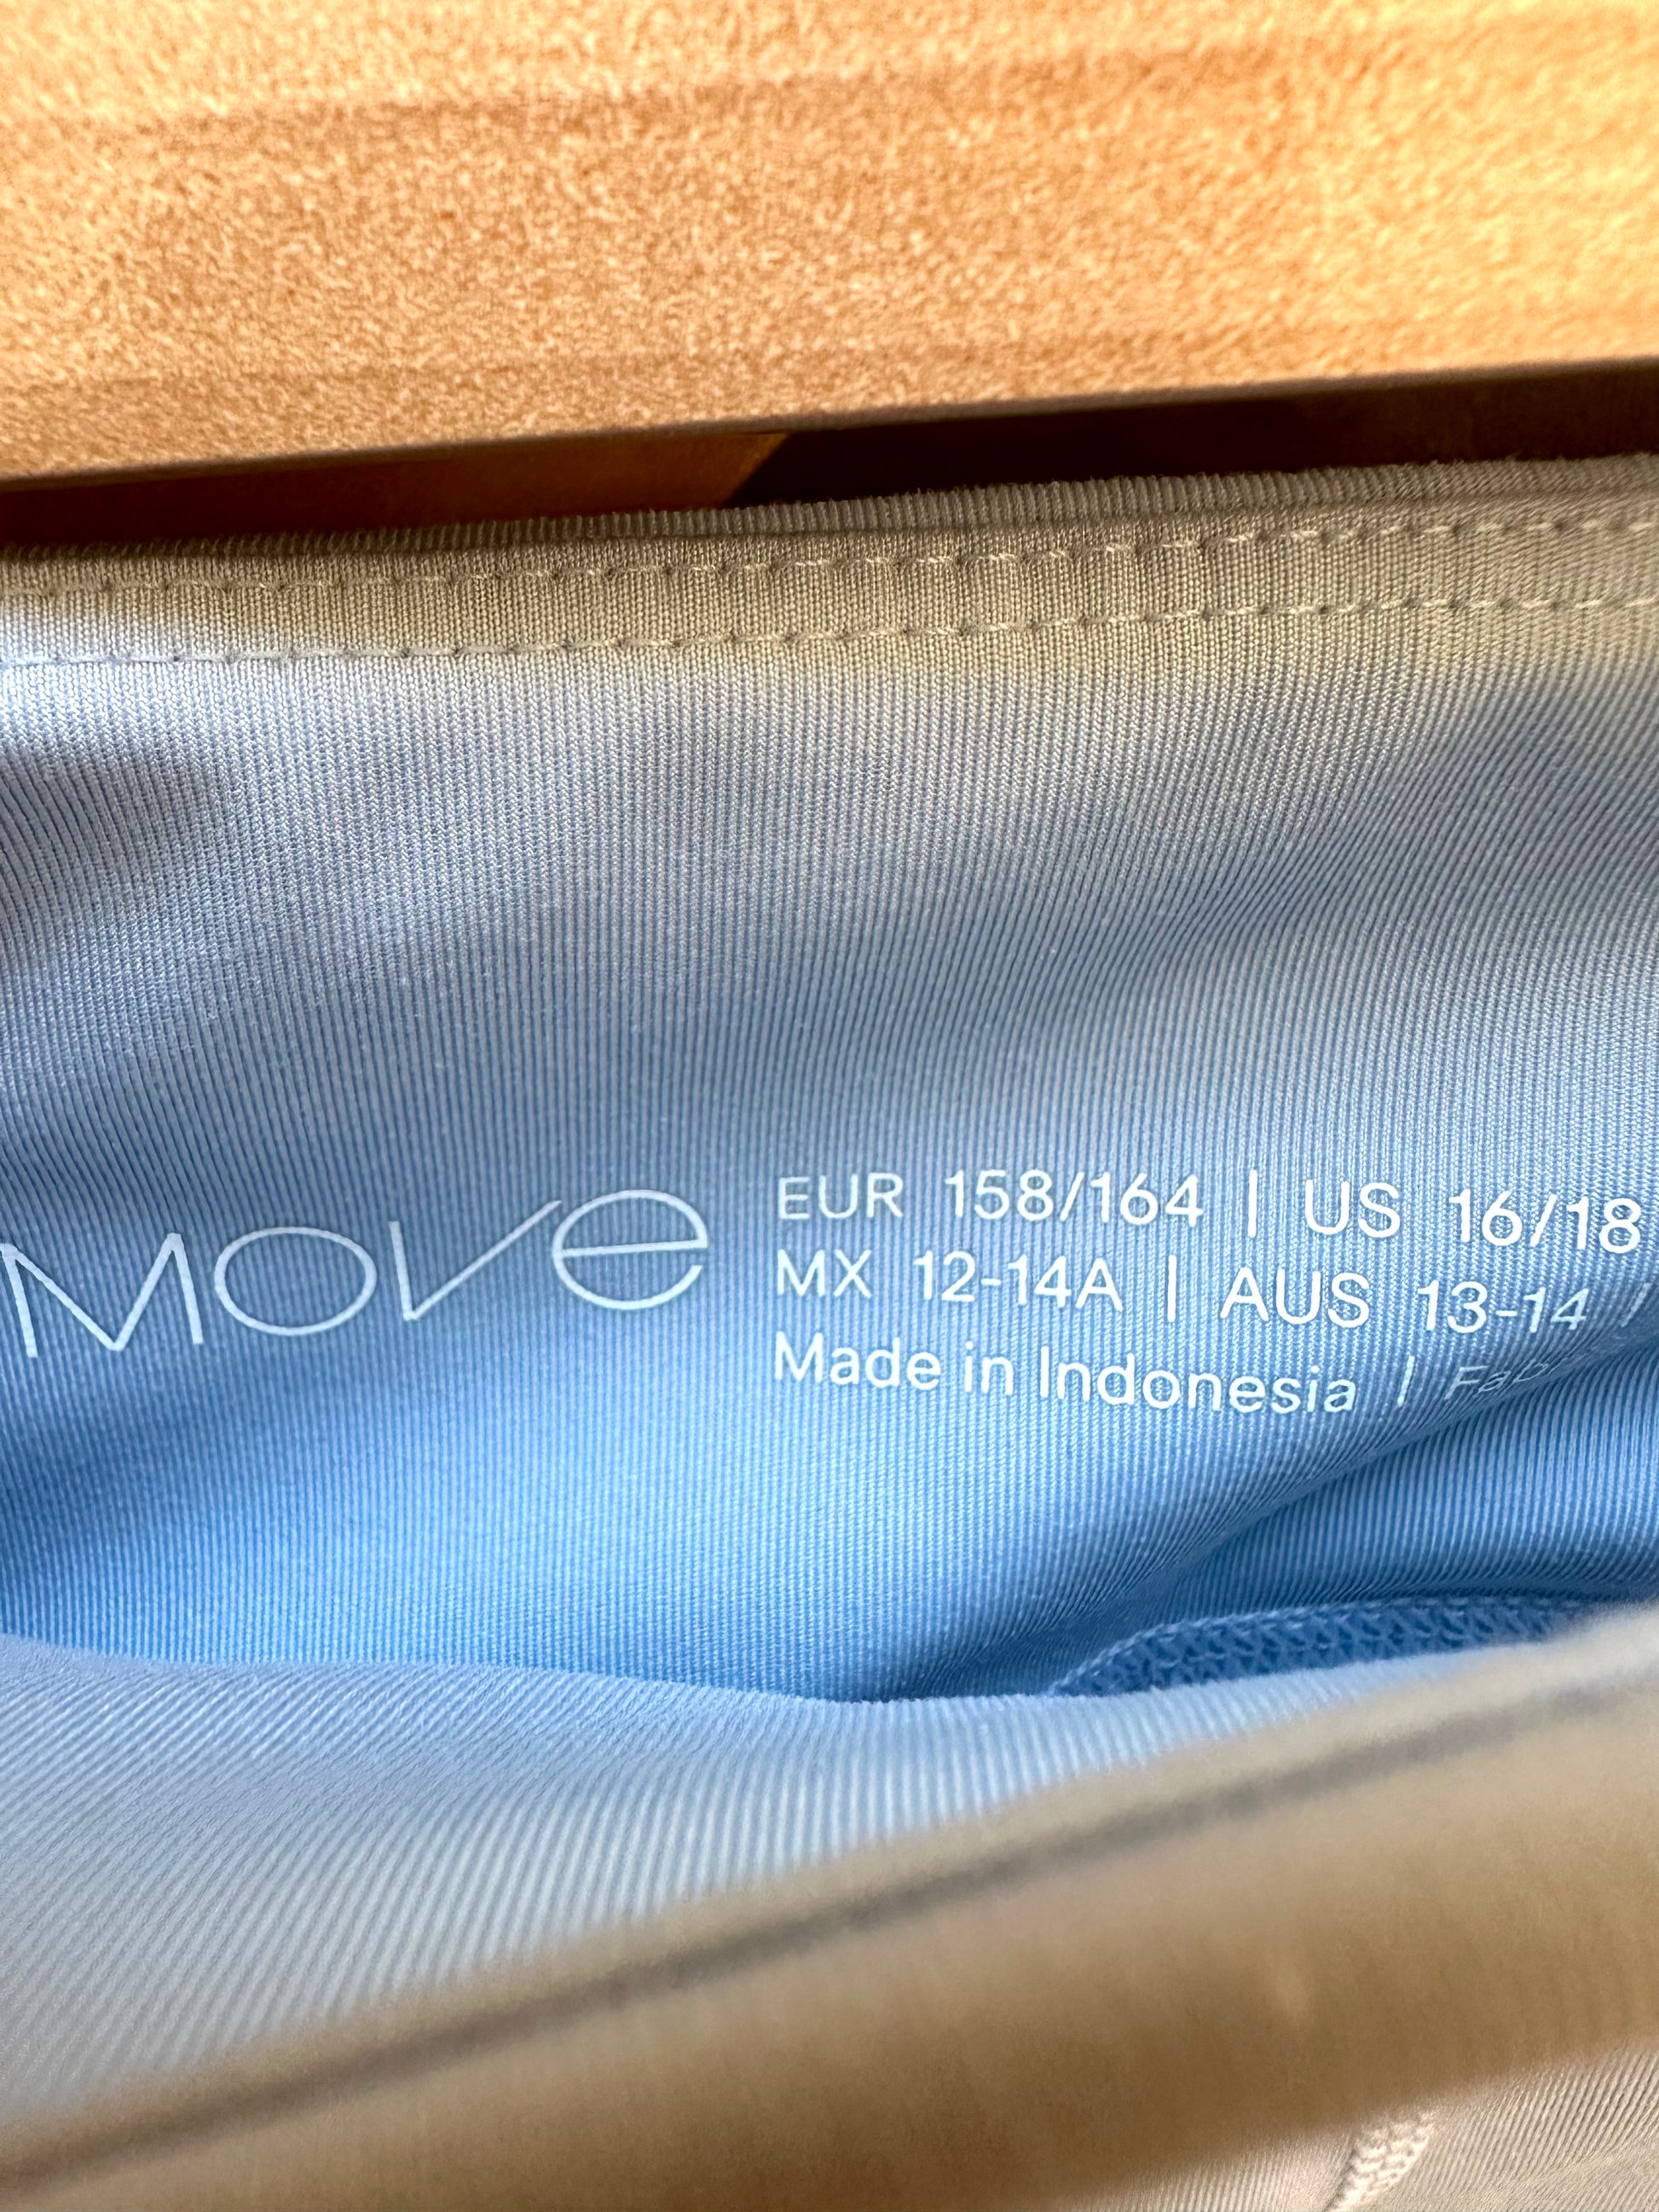 move
EUR 158/164 | US 16/18
MX 12-14A | AUS 13-14
Made in Indonesia |